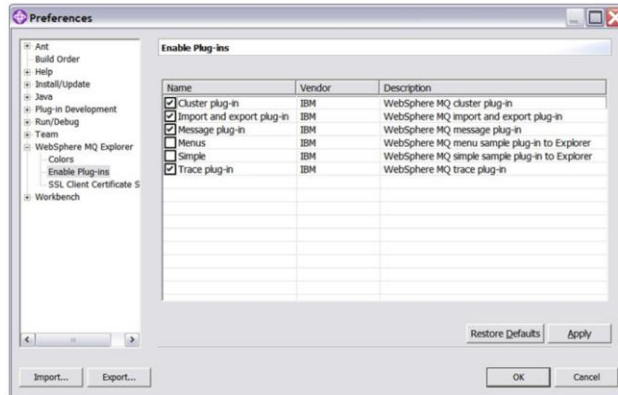 Preferences
Ant
Build Order
Help
Install/Update
Java
Plug-in Development
Run/Debug
Team
WebSphere MQ Explorer
Colors
Enable Plug-ins
SSL Client Certificate S
Workbench
Enable Plug-ins
Name Vendor Description
Cluster plug-in IBM WebSphere MQ cluster plug-in
Import and export plug-in IBM WebSphere MQ import and export plug-in
Message plug-in IBM WebSphere MQ message plug-in
Menus IBM WebSphere MQ menu sample plug-in to Explorer
Simple IBM WebSphere MQ simple sample plug-in to Explorer
Trace plug-in IBM WebSphere MQ trace plug-in
Restore Defaults Apply
Import... Export... OK Cancel